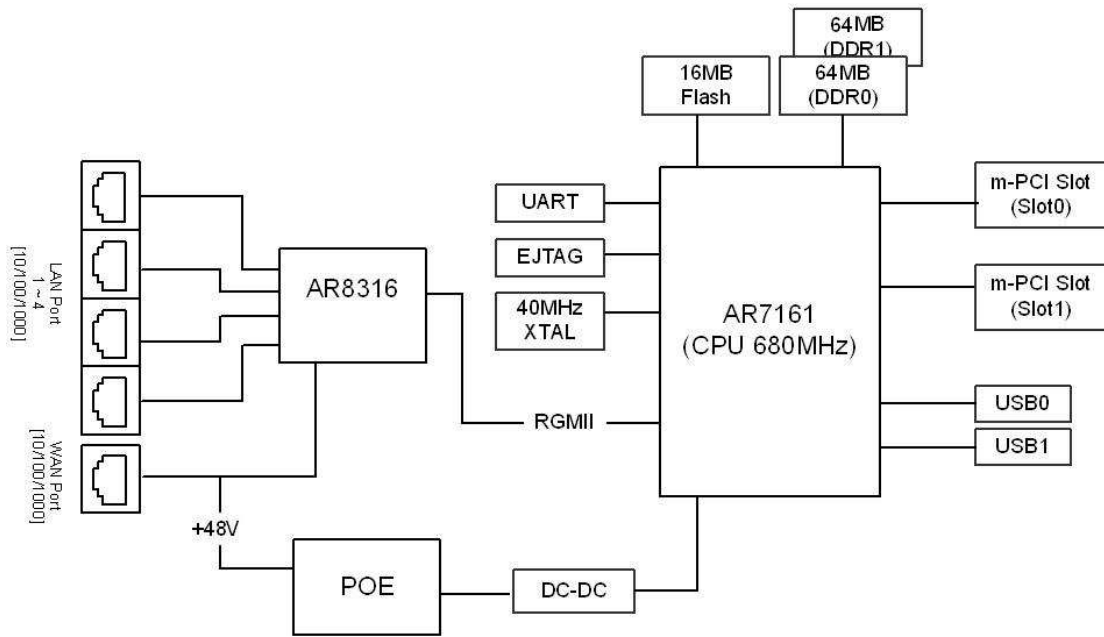 64MB
(DDR1)
16MB
Flash
64MB
(DDR0)
UART
EJTAG
40MHz
XTAL
AR8316
AR7161
(CPU 680MHz)
m-PCI Slot
(Slot0)
m-PCI Slot
(Slot1)
LAN Port
1 ~ 4
[10/100/1000]
RGMII
USB0
USB1
WAN Port
[10/100/1000]
+48V
POE
DC-DC